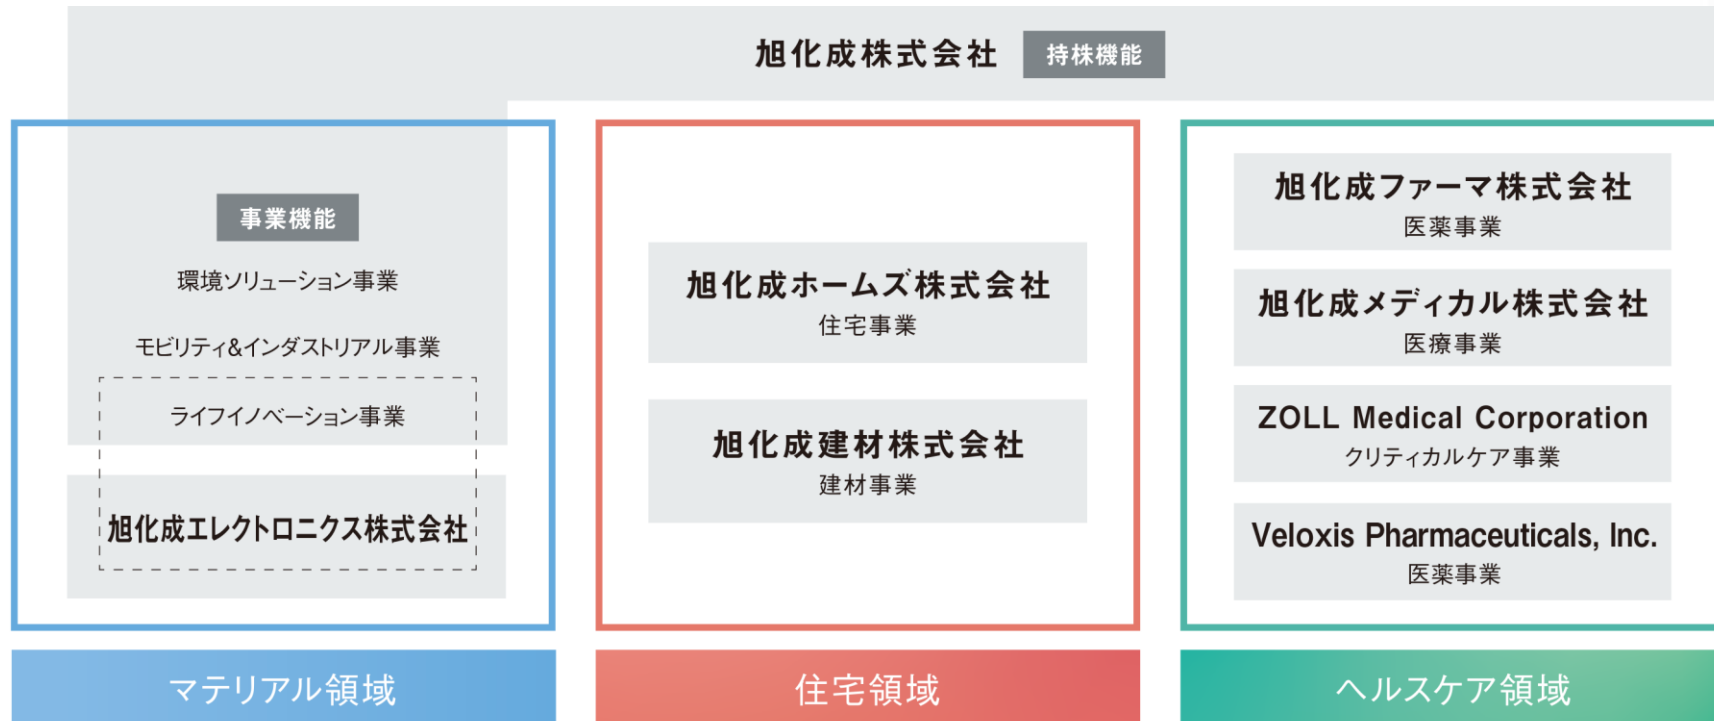 旭化成株式会社 持株機能
事業機能
環境ソリューション事業
モビリティ&インダストリアル事業
ライフイノベーション事業
旭化成エレクトロニクス株式会社
マテリアル領域
旭化成ホームズ株式会社
住宅事業
旭化成建材株式会社
建材事業
住宅領域
旭化成ファーマ株式会社
医薬事業
旭化成メディカル株式会社
医療事業
ZOLL Medical Corporation
クリティカルケア事業
Veloxis Pharmaceuticals, Inc.
医薬事業
ヘルスケア領域